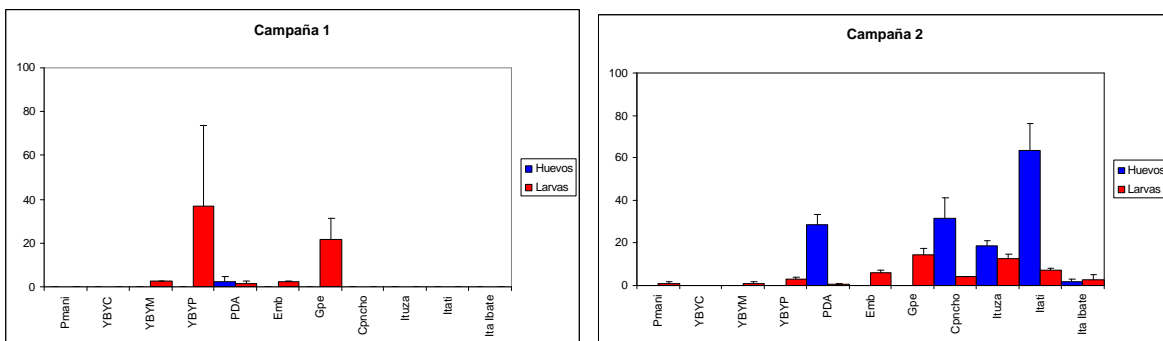 Campaña 1
100
80
60
40
20
0
Pmani
YBYC
YBYM
YBYP
PDA
Emb
Gpe
Cpncho
Ituza
Itati
Ita Ibate
Huevos
Larvas
Campaña 2
100
80
60
40
20
0
Pmani
YBYC
YBYM
YBYP
PDA
Emb
Gpe
Cpncho
Ituza
Itati
Ita Ibate
Huevos
Larvas